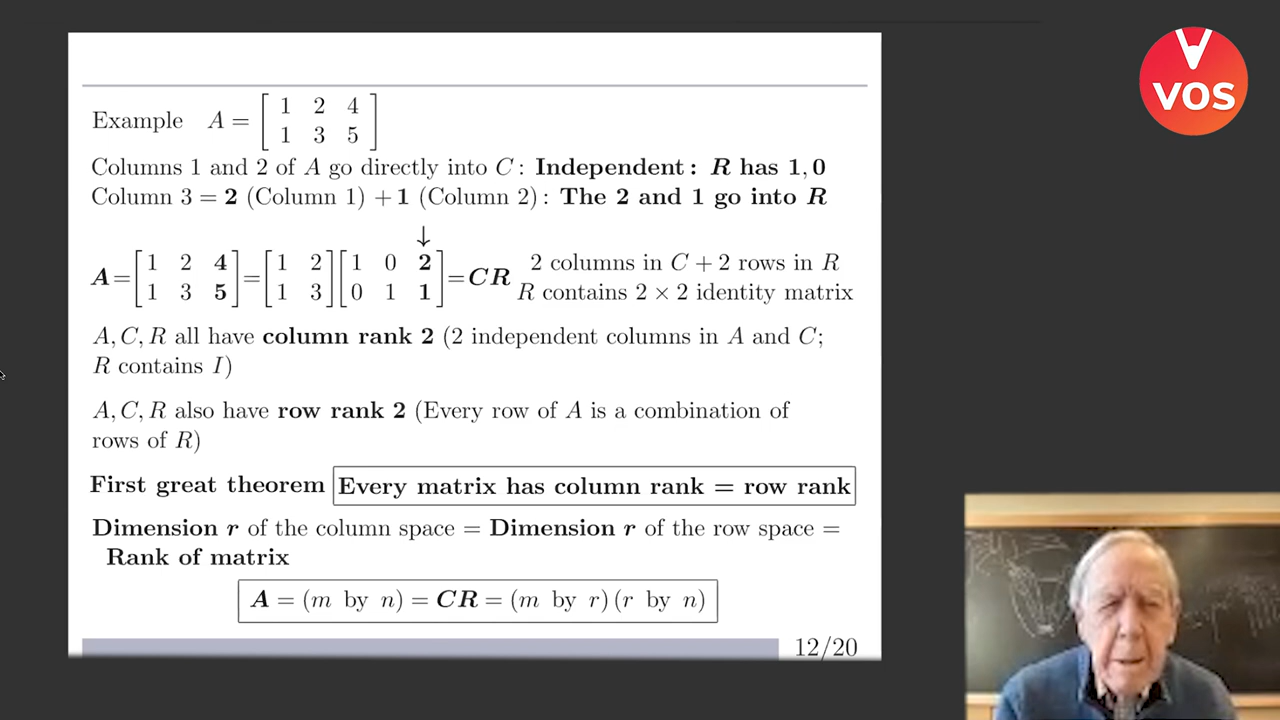 VOS
Example A = [ 1 2 4
1 3 5 ]
Columns 1 and 2 of A go directly into C : Independent : R has 1, 0
Column 3 = 2 (Column 1) + 1 (Column 2) : The 2 and 1 go into R
↓
A = [ 1 2 4 ; 1 3 5 ] = [ 1 2 ; 1 3 ] [ 1 0 2 ; 0 1 1 ] = CR 2 columns in C + 2 rows in R
R contains 2 × 2 identity matrix
A, C, R all have column rank 2 (2 independent columns in A and C;
R contains I)
A, C, R also have row rank 2 (Every row of A is a combination of
rows of R)
First great theorem Every matrix has column rank = row rank
Dimension r of the column space = Dimension r of the row space =
Rank of matrix
A = (m by n) = CR = (m by r) (r by n)
12/20